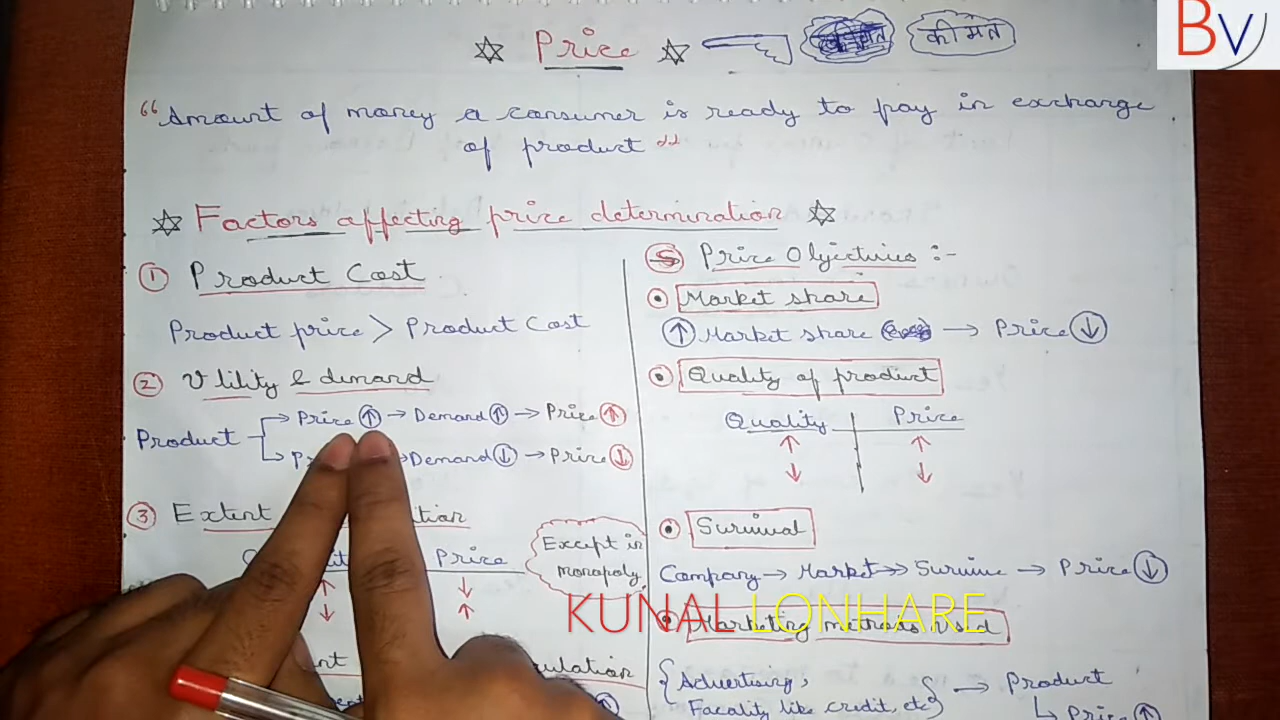 Price कीमत
BV
“Amount of money a consumer is ready to pay in exchange
of product”
Factors affecting price determination
① Product Cost
Product price > Product Cost
② Utility & demand
Product → Price ↑ → Demand ↑ → Price ↑
→ Demand ↓ → Price ↓
③ Extent
Price
↑ ↓
↓ ↑
Except in
monopoly
⑤ Price Objectives :-
• Market share
↑ Market share → Price ↓
• Quality of product
Quality Price
↑ ↑
↓ ↓
• Survival
Company → Market → Survive → Price ↓
KUNAL LONHARE
• Marketing methods used
{ Advertising,
Facality like credit, etc } → Product
↳ Price ↑